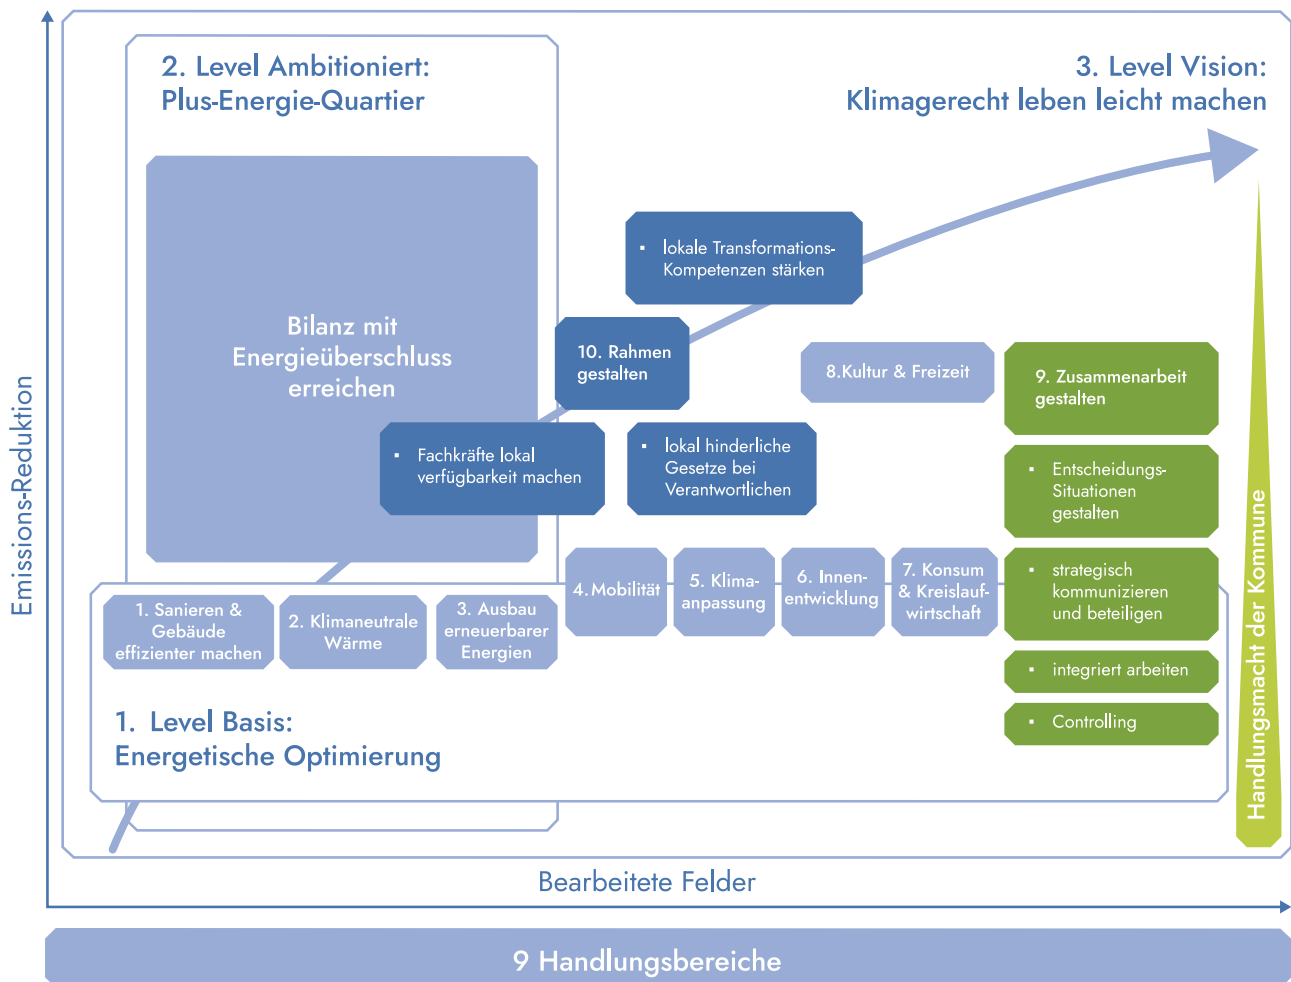 2. Level Ambitioniert:
Plus-Energie-Quartier
3. Level Vision:
Klimagerecht leben leicht machen
Bilanz mit
Energieüberschuss
erreichen
▪ lokale Transformations-
Kompetenzen stärken
10. Rahmen
gestalten
▪ Fachkräfte lokal
verfügbarkeit machen
▪ lokal hinderliche
Gesetze bei
Verantwortlichen
8.Kultur & Freizeit
9. Zusammenarbeit
gestalten
▪ Entscheidungs-
Situationen
gestalten
▪ strategisch
kommunizieren
und beteiligen
▪ integriert arbeiten
▪ Controlling
1. Sanieren &
Gebäude
effizienter machen
2. Klimaneutrale
Wärme
3. Ausbau
erneuerbarer
Energien
4. Mobilität
5. Klima-
anpassung
6. Innen-
entwicklung
7. Konsum
& Kreislauf-
wirtschaft
1. Level Basis:
Energetische Optimierung
Handlungsmacht der Kommune
Emissions-Reduktion
Bearbeitete Felder
9 Handlungsbereiche